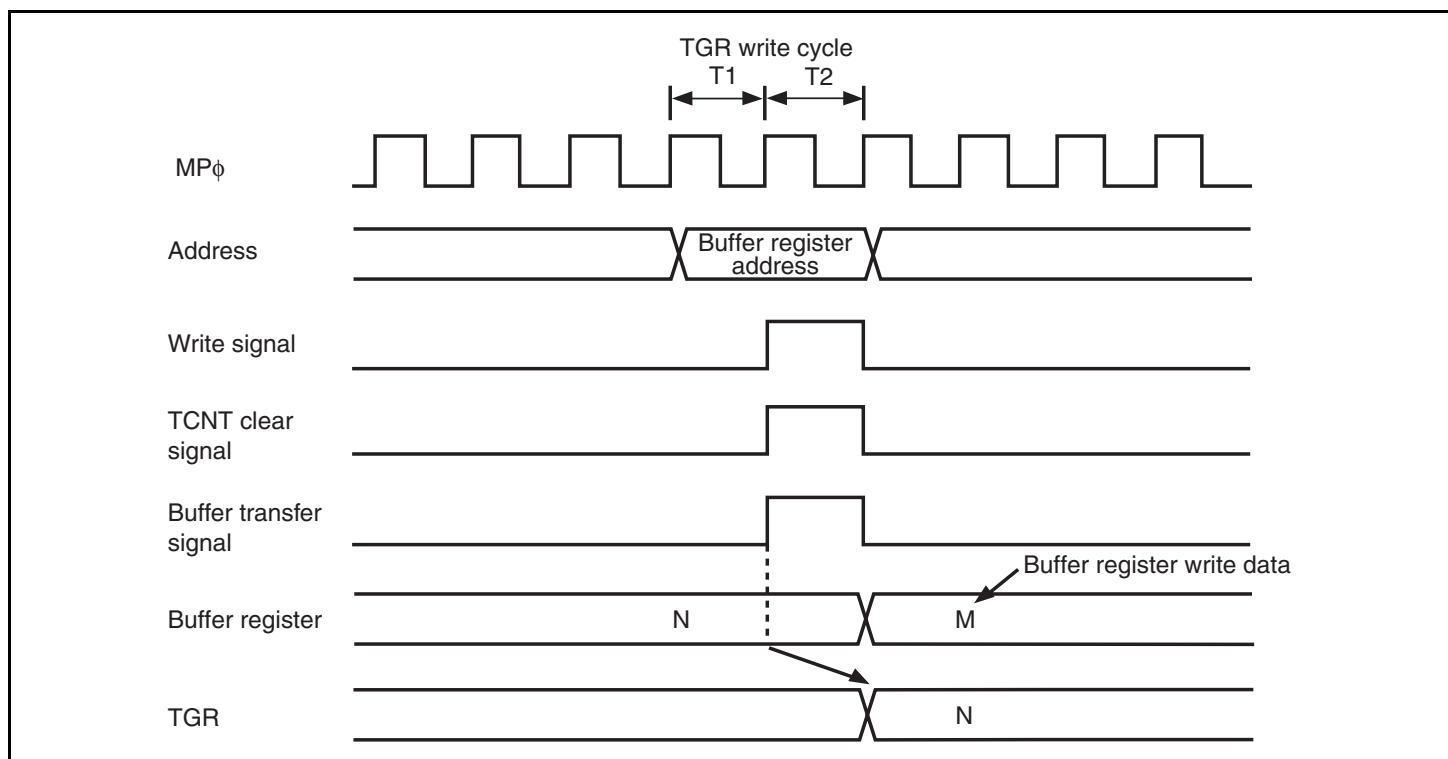 TGR write cycle
T1 T2
MPϕ
Address
Buffer register
address
Write signal
TCNT clear
signal
Buffer transfer
signal
Buffer register write data
Buffer register N M
TGR N